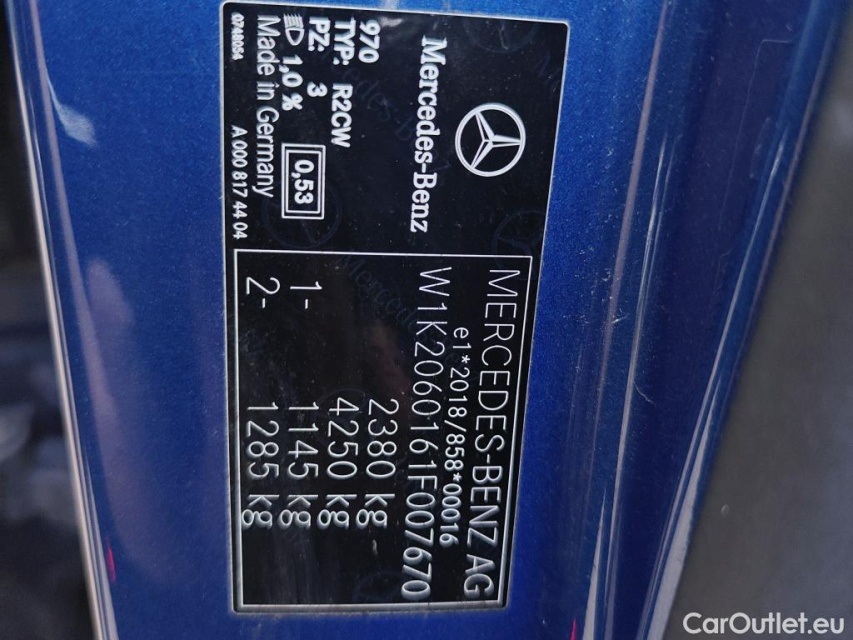 Mercedes-Benz
970
TYP: R2CW
PZ: 3
1,0 %
0,53
Made in Germany
0748054
A 000 817 44 04
MERCEDES-BENZ AG
e1*2018/858*00016
W1K2060161F007670
2380 kg
4250 kg
1- 1145 kg
2- 1285 kg
CarOutlet.eu